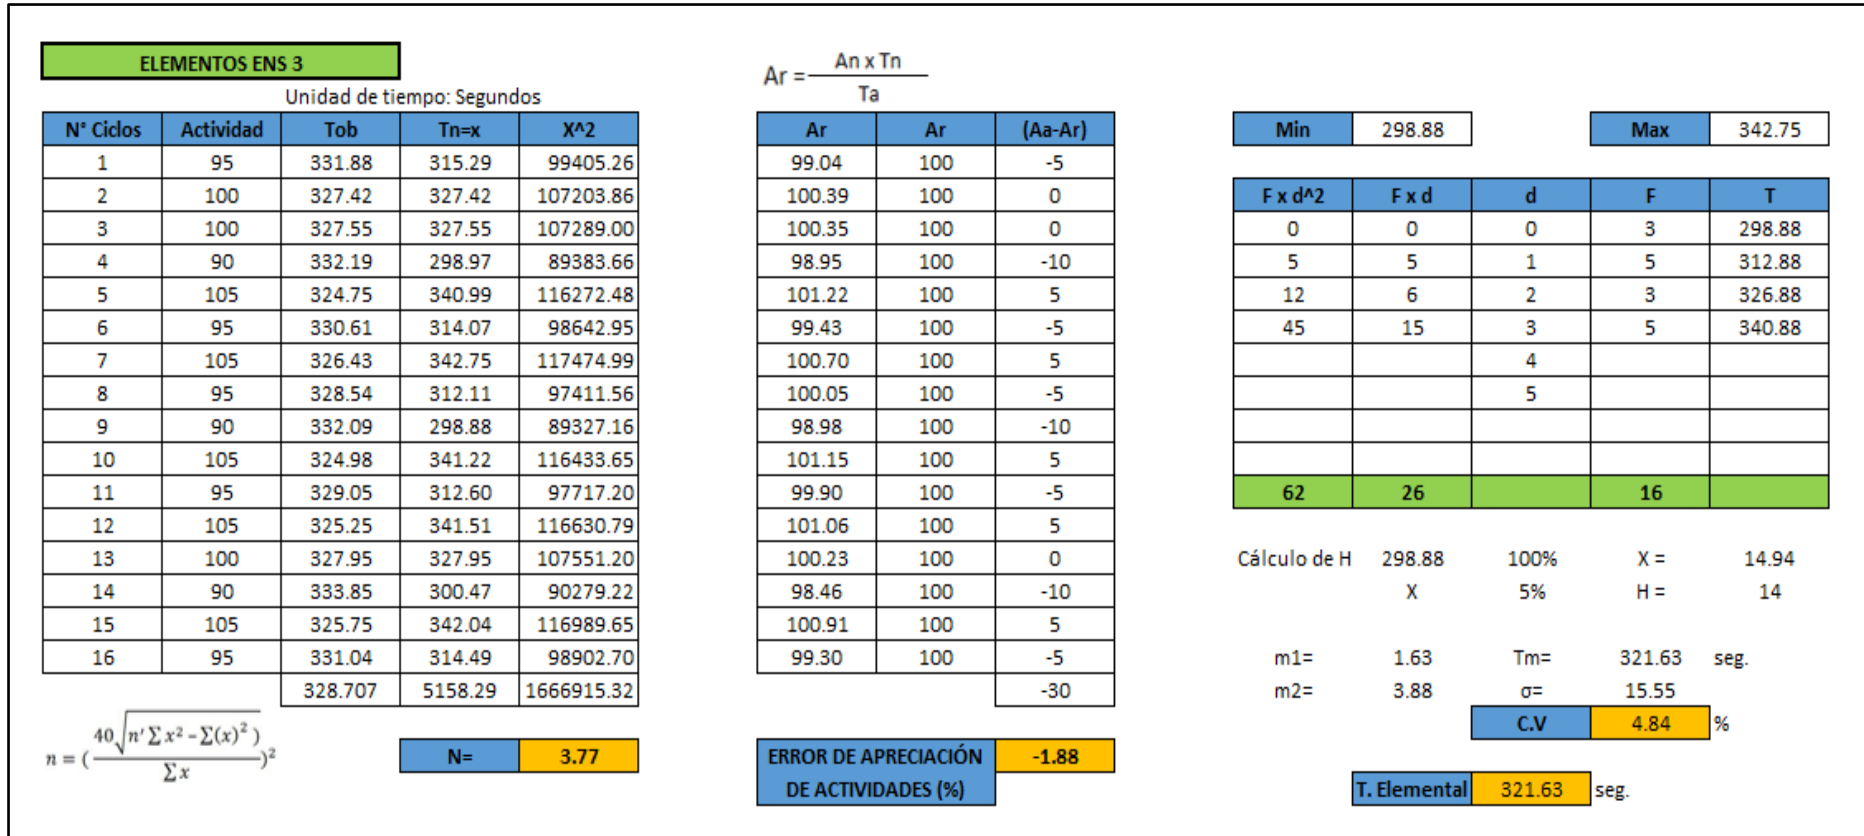 ELEMENTOS ENS 3
Unidad de tiempo: Segundos
N° Ciclos Actividad Tob Tn=x X^2
1 95 331.88 315.29 99405.26
2 100 327.42 327.42 107203.86
3 100 327.55 327.55 107289.00
4 90 332.19 298.97 89383.66
5 105 324.75 340.99 116272.48
6 95 330.61 314.07 98642.95
7 105 326.43 342.75 117474.99
8 95 328.54 312.11 97411.56
9 90 332.09 298.88 89327.16
10 105 324.98 341.22 116433.65
11 95 329.05 312.60 97717.20
12 105 325.25 341.51 116630.79
13 100 327.95 327.95 107551.20
14 90 333.85 300.47 90279.22
15 105 325.75 342.04 116989.65
16 95 331.04 314.49 98902.70
328.707 5158.29 1666915.32
n = (40√(n′ ∑ x² − ∑(x)² ) / ∑ x)²
N= 3.77
Ar = An x Tn / Ta
Ar Ar (Aa-Ar)
99.04 100 -5
100.39 100 0
100.35 100 0
98.95 100 -10
101.22 100 5
99.43 100 -5
100.70 100 5
100.05 100 -5
98.98 100 -10
101.15 100 5
99.90 100 -5
101.06 100 5
100.23 100 0
98.46 100 -10
100.91 100 5
99.30 100 -5
-30
ERROR DE APRECIACIÓN -1.88
DE ACTIVIDADES (%)
Min 298.88 Max 342.75
F x d^2 F x d d F T
0 0 0 3 298.88
5 5 1 5 312.88
12 6 2 3 326.88
45 15 3 5 340.88
4
5
62 26 16
Cálculo de H 298.88 100% X = 14.94
X 5% H = 14
m1= 1.63 Tm= 321.63 seg.
m2= 3.88 σ= 15.55
C.V 4.84 %
T. Elemental 321.63 seg.